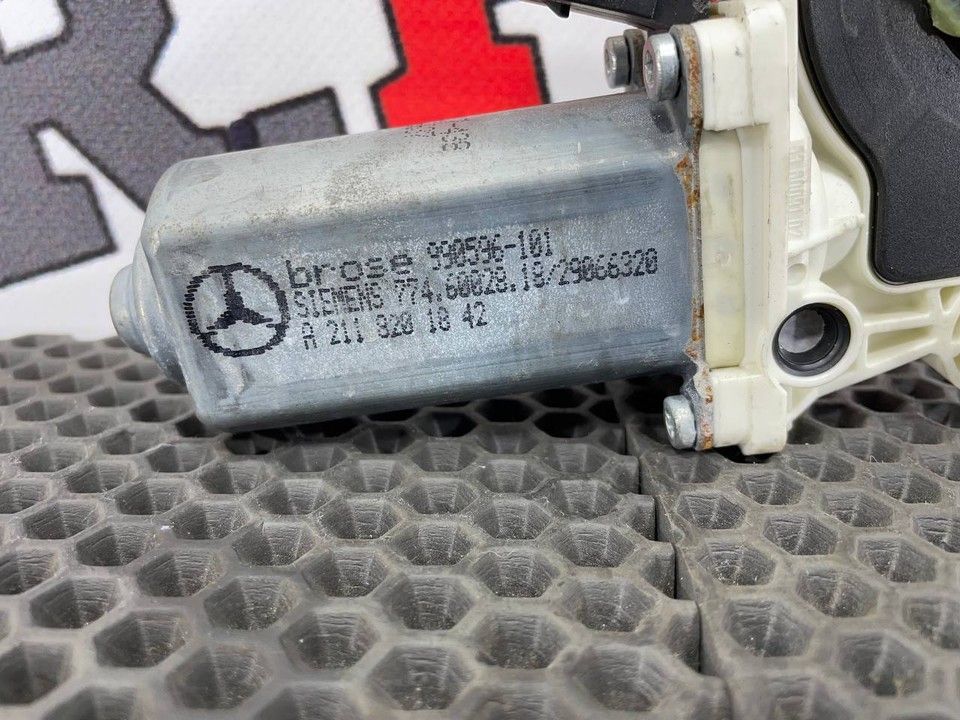 brose 990596-101
SIEMENS 774.60028.18/29066320
A 211 820 18 42